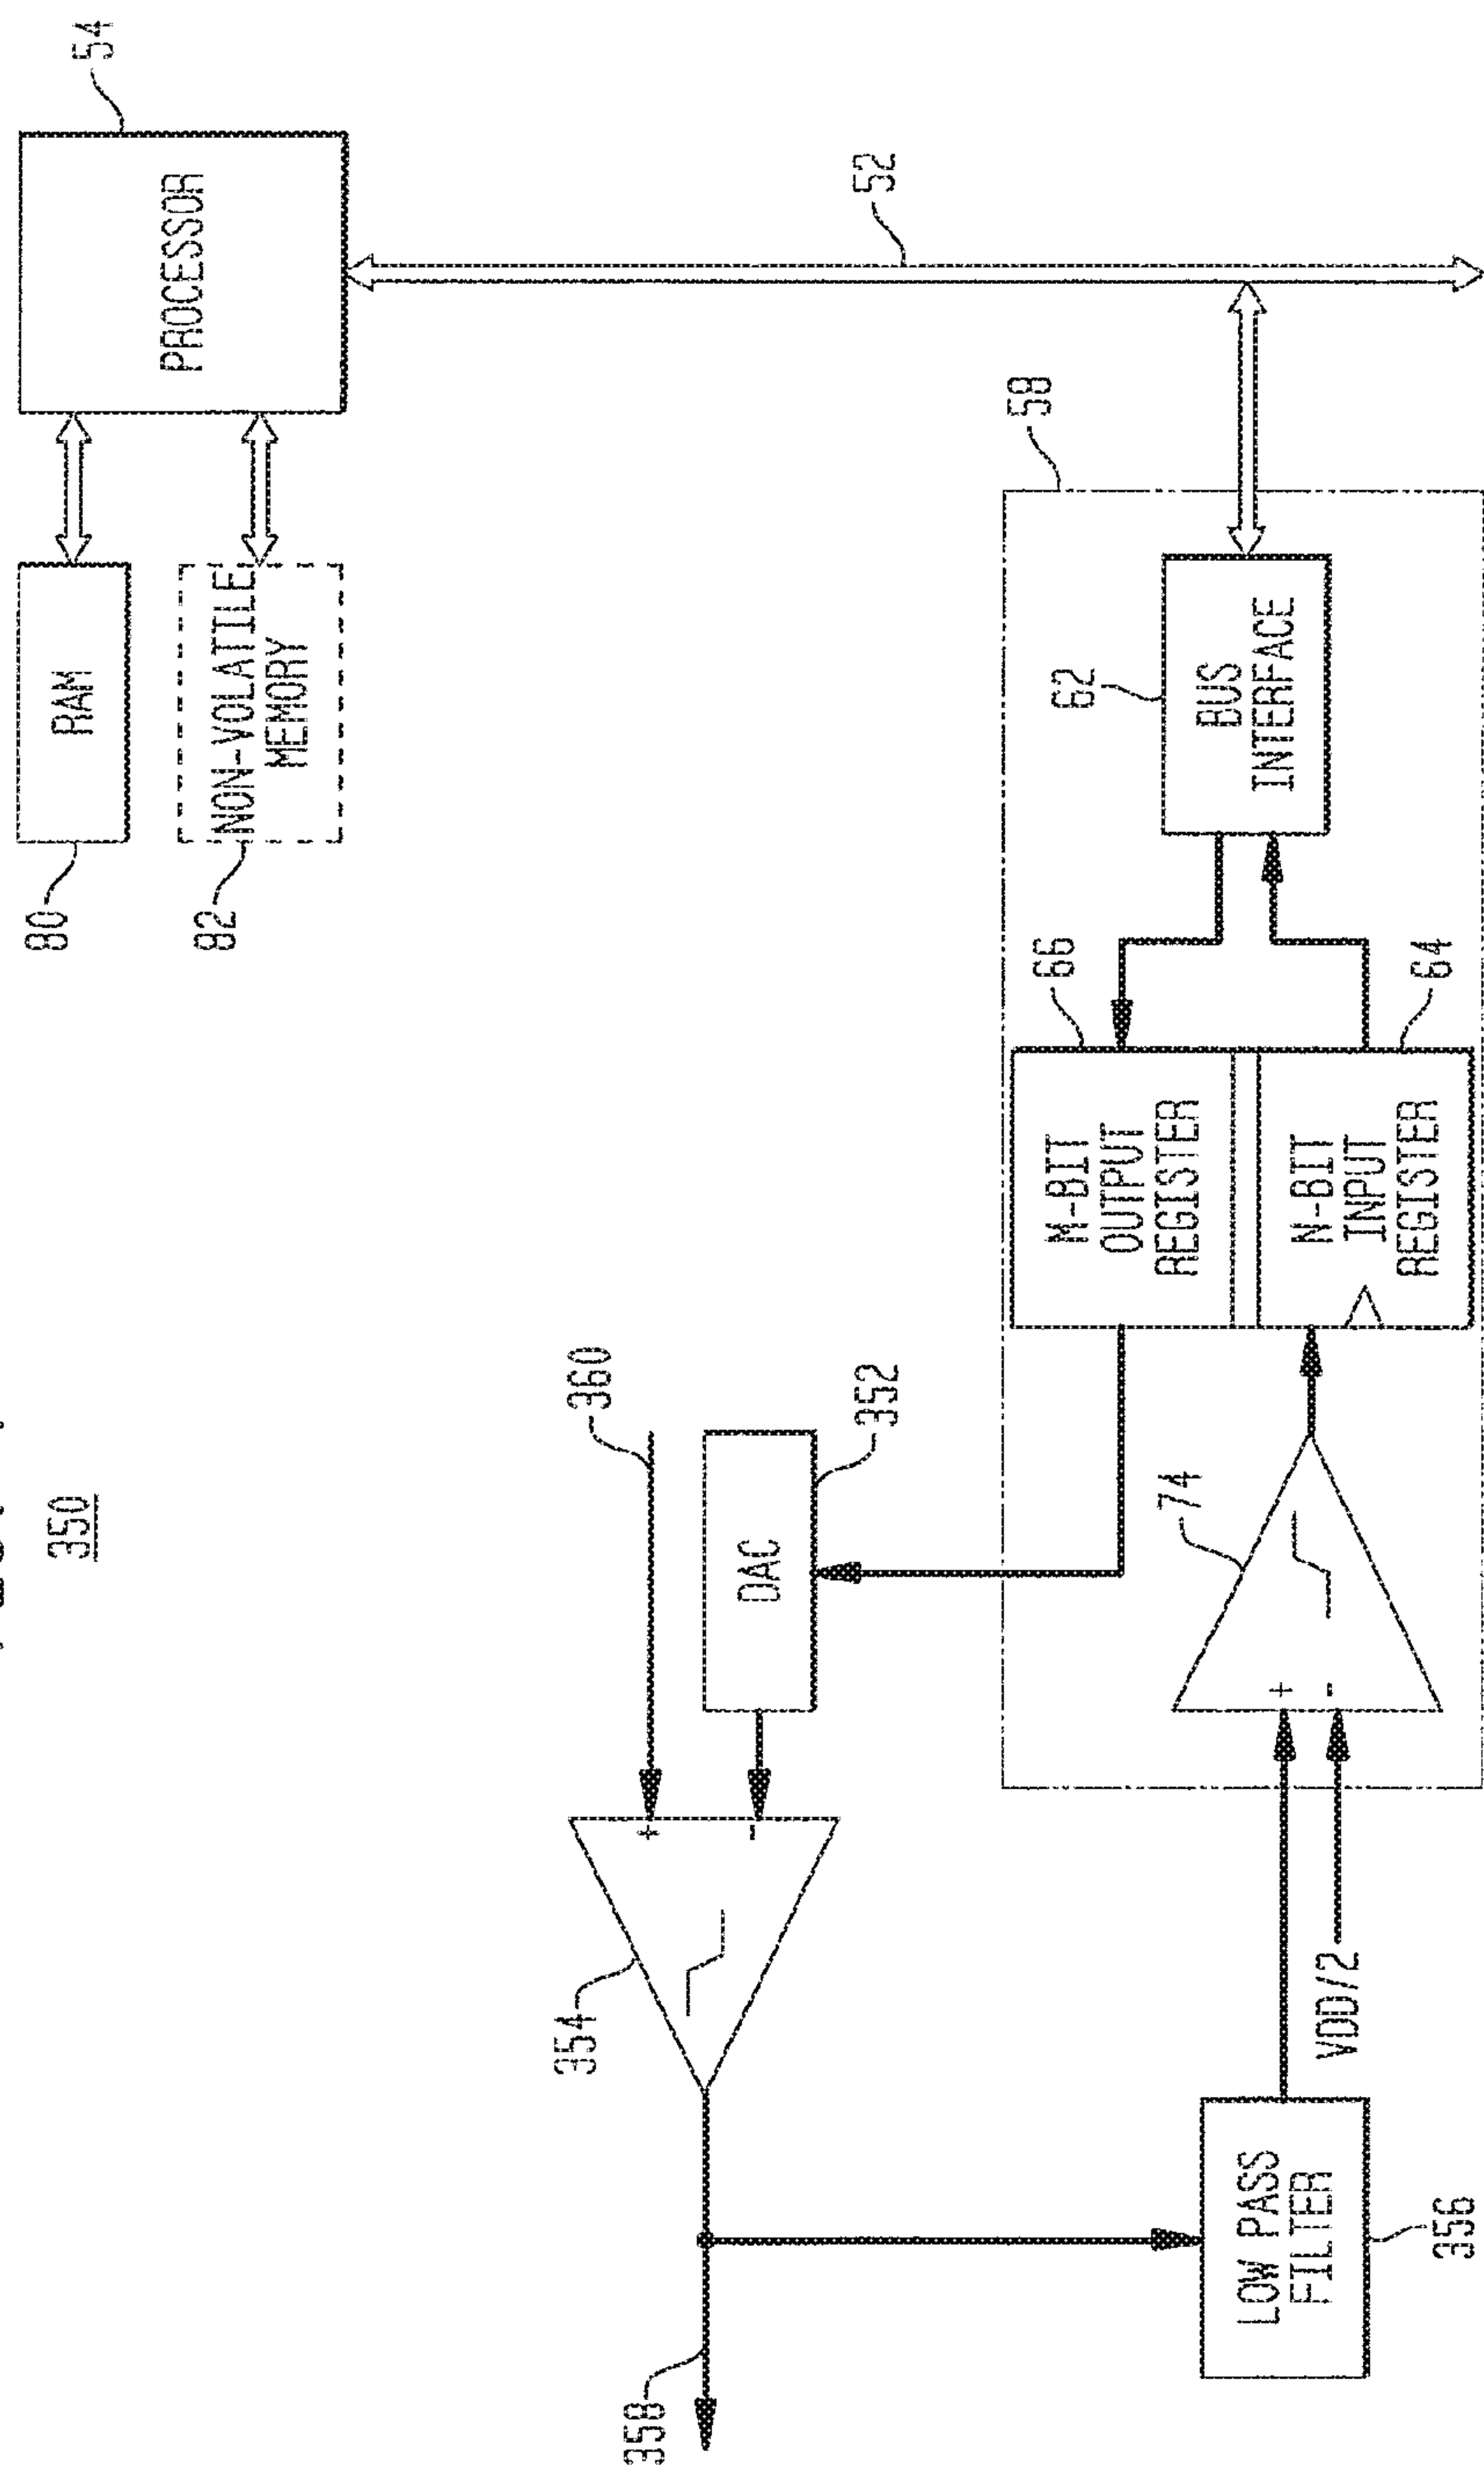 350
54
PROCESSOR
52
RAM
80
NON-VOLATILE
MEMORY
82
58
62
BUS
INTERFACE
66
M-BIT
OUTPUT
REGISTER
64
N-BIT
INPUT
REGISTER
360
352
DAC
74
+
-
354
+
-
VDD/2
LOW PASS
FILTER
356
358